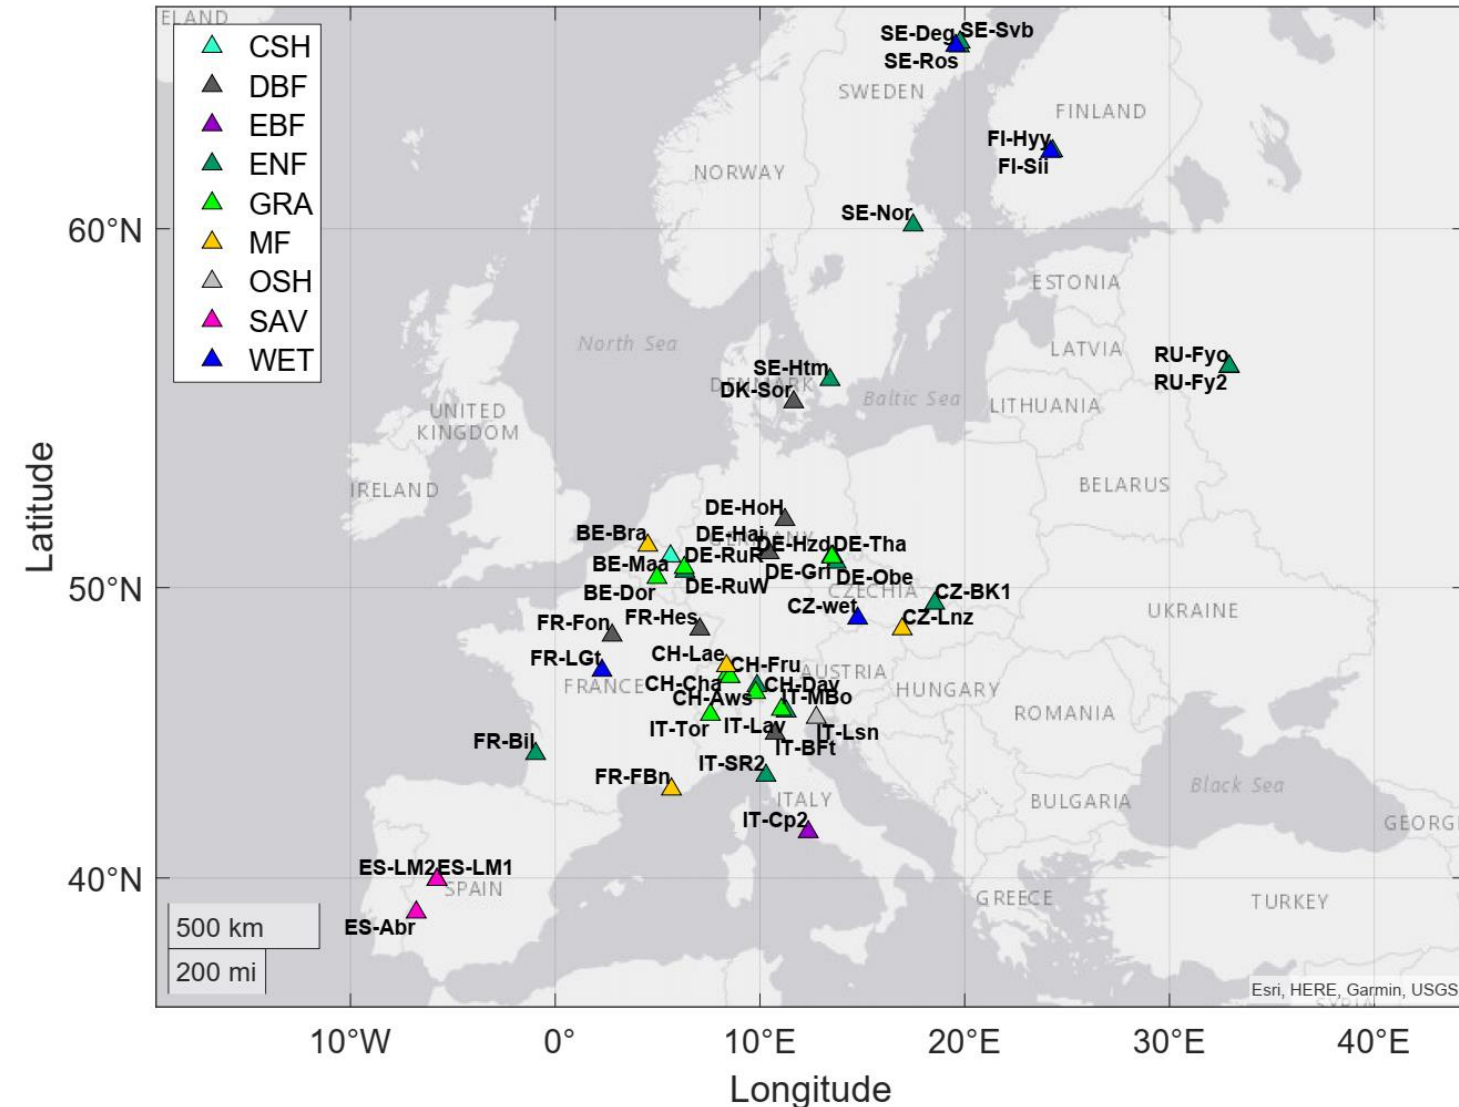 ELAND
CSH
DBF
EBF
ENF
GRA
MF
OSH
SAV
WET
SE-Deg
SE-Svb
SE-Ros
SWEDEN
FINLAND
FI-Hyy
FI-Sii
NORWAY
SE-Nor
60°N
ESTONIA
North Sea
LATVIA
RU-Fyo
RU-Fy2
SE-Htm
DENMARK
DK-Sor
Baltic Sea
LITHUANIA
UNITED
KINGDOM
BELARUS
IRELAND
DE-HoH
BE-Bra
DE-Hai
GERMANY
DE-Hzd
DE-Tha
DE-RuR
BE-Maa
DE-Gri
DE-Obe
DE-RuW
BE-Dor
50°N
CZECHIA
CZ-BK1
CZ-wet
CZ-Lnz
UKRAINE
FR-Fon
FR-Hes
FR-LGt
CH-Lae
CH-Fru
AUSTRIA
FRANCE
CH-Cha
CH-Dav
CH-Aws
IT-MBo
HUNGARY
ROMANIA
IT-Tor
IT-Lav
IT-Lsn
IT-BFt
FR-Bil
IT-SR2
FR-FBn
ITALY
Black Sea
BULGARIA
IT-Cp2
GEORG
ES-LM2
ES-LM1
40°N
SPAIN
GREECE
TURKEY
ES-Abr
500 km
200 mi
Esri, HERE, Garmin, USGS
SYRIA
10°W
0°
10°E
20°E
30°E
40°E
Longitude
Latitude